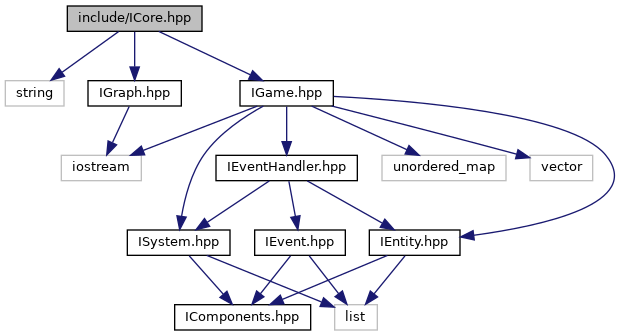 include/ICore.hpp
string
IGraph.hpp
IGame.hpp
iostream
IEventHandler.hpp
unordered_map
vector
ISystem.hpp
IEvent.hpp
IEntity.hpp
IComponents.hpp
list